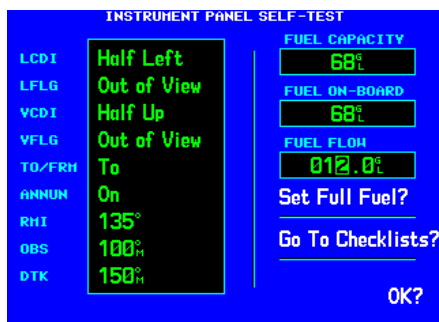 INSTRUMENT PANEL SELF-TEST
LCDI Half Left
LFLG Out of View
VCDI Half Up
VFLG Out of View
TO/FRM To
ANNUN On
RMI 135°
OBS 100°M
DTK 150°M
FUEL CAPACITY
68GL
FUEL ON-BOARD
68GL
FUEL FLOW
012.0GL
Set Full Fuel?
Go To Checklists?
OK?